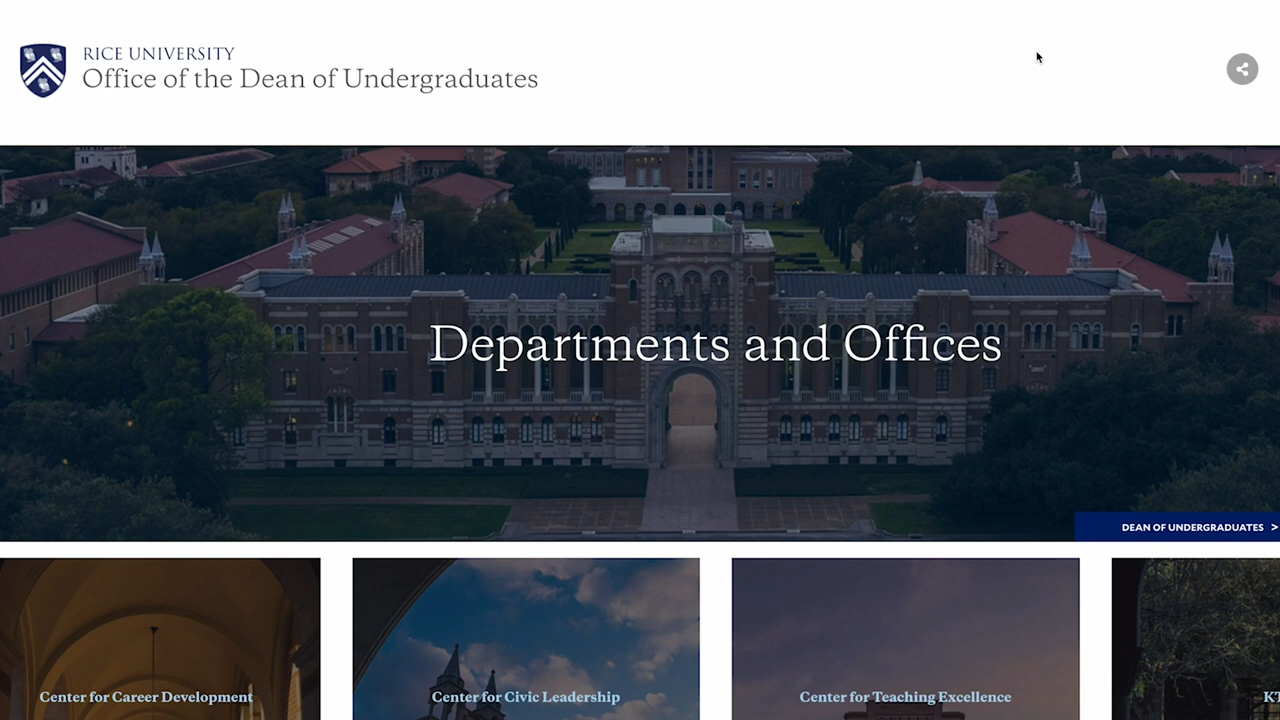 RICE UNIVERSITY
Office of the Dean of Undergraduates
Departments and Offices
DEAN OF UNDERGRADUATES >
Center for Career Development
Center for Civic Leadership
Center for Teaching Excellence
KT